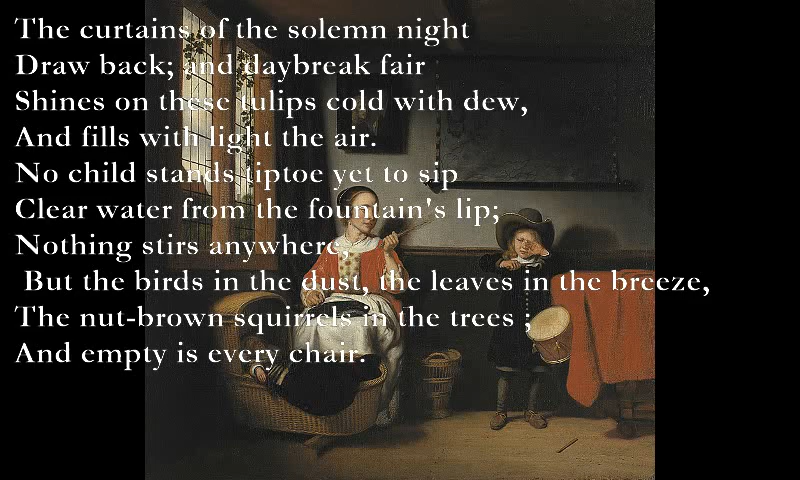 The curtains of the solemn night
Draw back; and daybreak fair
Shines on these tulips cold with dew,
And fills with light the air.
No child stands tiptoe yet to sip
Clear water from the fountain's lip;
Nothing stirs anywhere,
But the birds in the dust, the leaves in the breeze,
The nut-brown squirrels in the trees ;
And empty is every chair.